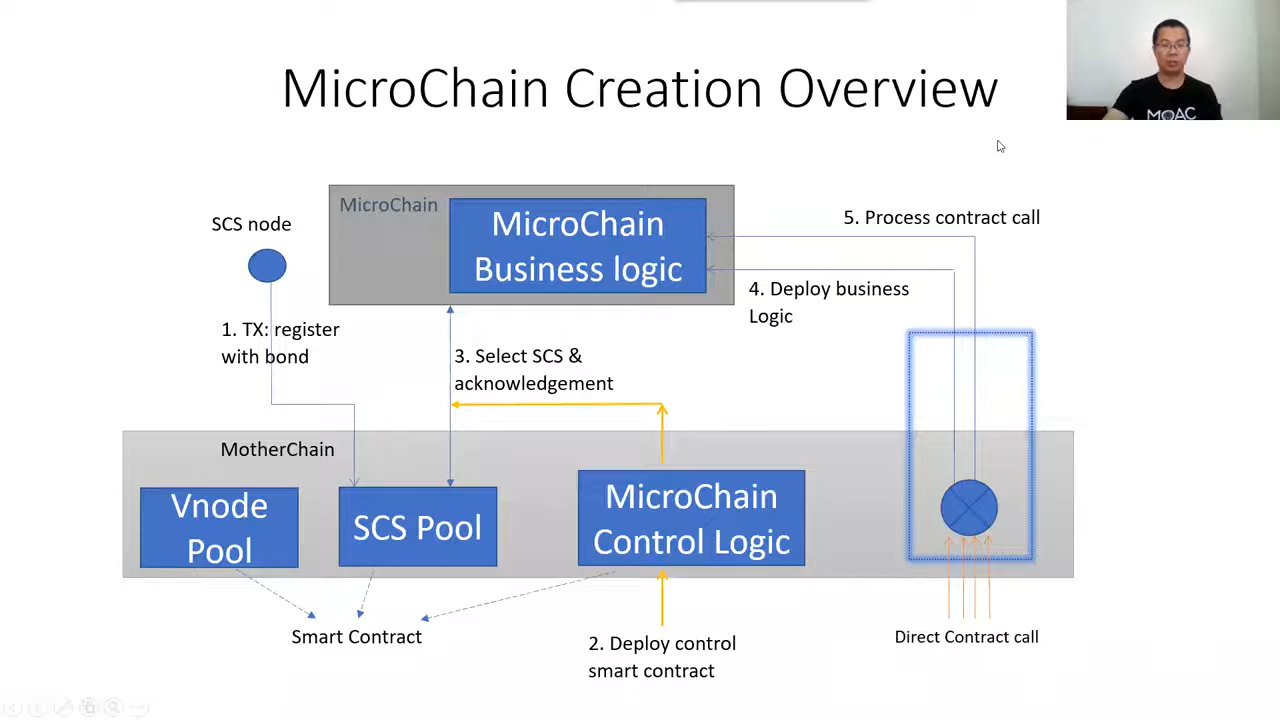 MicroChain Creation Overview
MOAC
MicroChain
MicroChain
Business logic
SCS node
5. Process contract call
4. Deploy business
Logic
1. TX: register
with bond
3. Select SCS &
acknowledgement
MotherChain
Vnode
Pool
SCS Pool
MicroChain
Control Logic
Smart Contract
2. Deploy control
smart contract
Direct Contract call